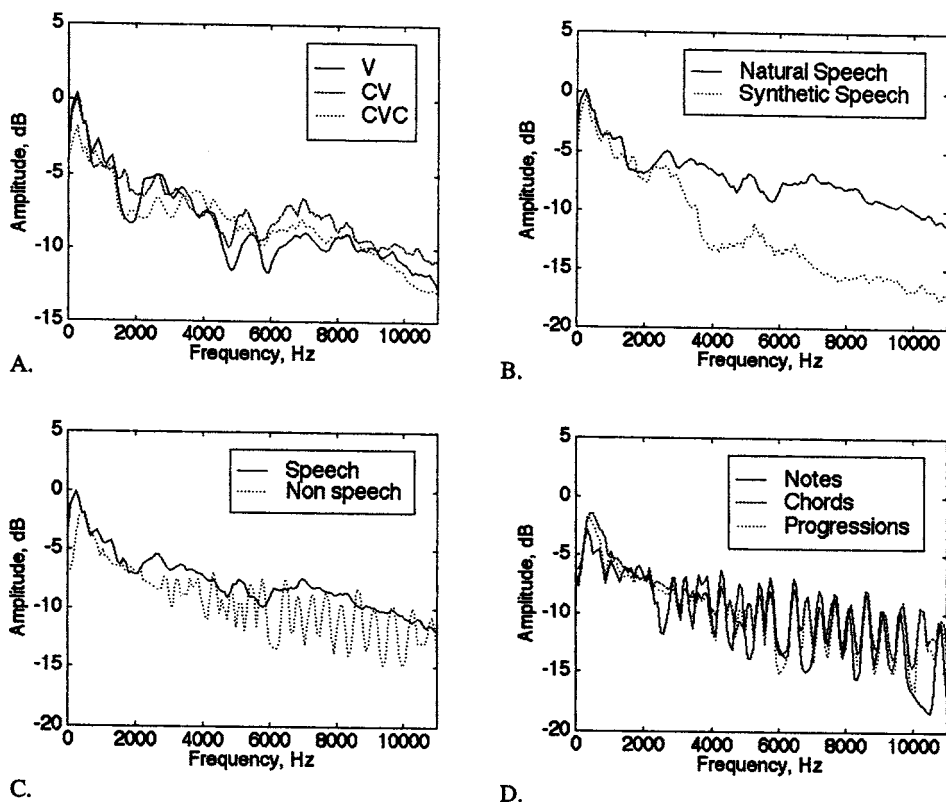 5
0
-5
-10
-15
Amplitude, dB
V
CV
CVC
0 2000 4000 6000 8000 10000
Frequency, Hz
A.
5
0
-5
-10
-15
-20
Amplitude, dB
Natural Speech
Synthetic Speech
0 2000 4000 6000 8000 10000
Frequency, Hz
B.
5
0
-5
-10
-15
-20
Amplitude, dB
Speech
Non speech
0 2000 4000 6000 8000 10000
Frequency, Hz
C.
5
0
-5
-10
-15
-20
Amplitude, dB
Notes
Chords
Progressions
0 2000 4000 6000 8000 10000
Frequency, Hz
D.